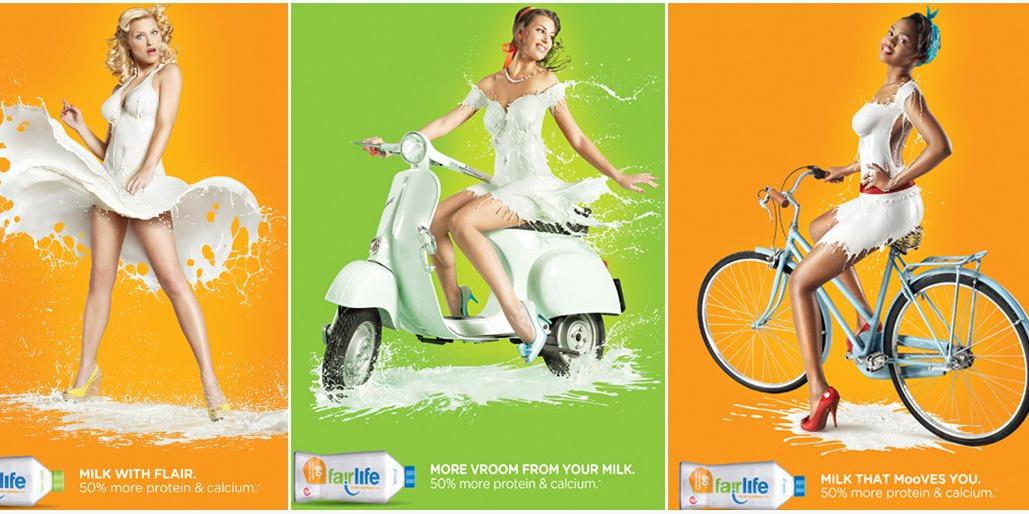 life
MILK WITH FLAIR.
50% more protein & calcium.*
50
fairlife
MORE VROOM FROM YOUR MILK.
50% more protein & calcium.*
fairlife
MILK THAT MooVES YOU.
50% more protein & calcium.*